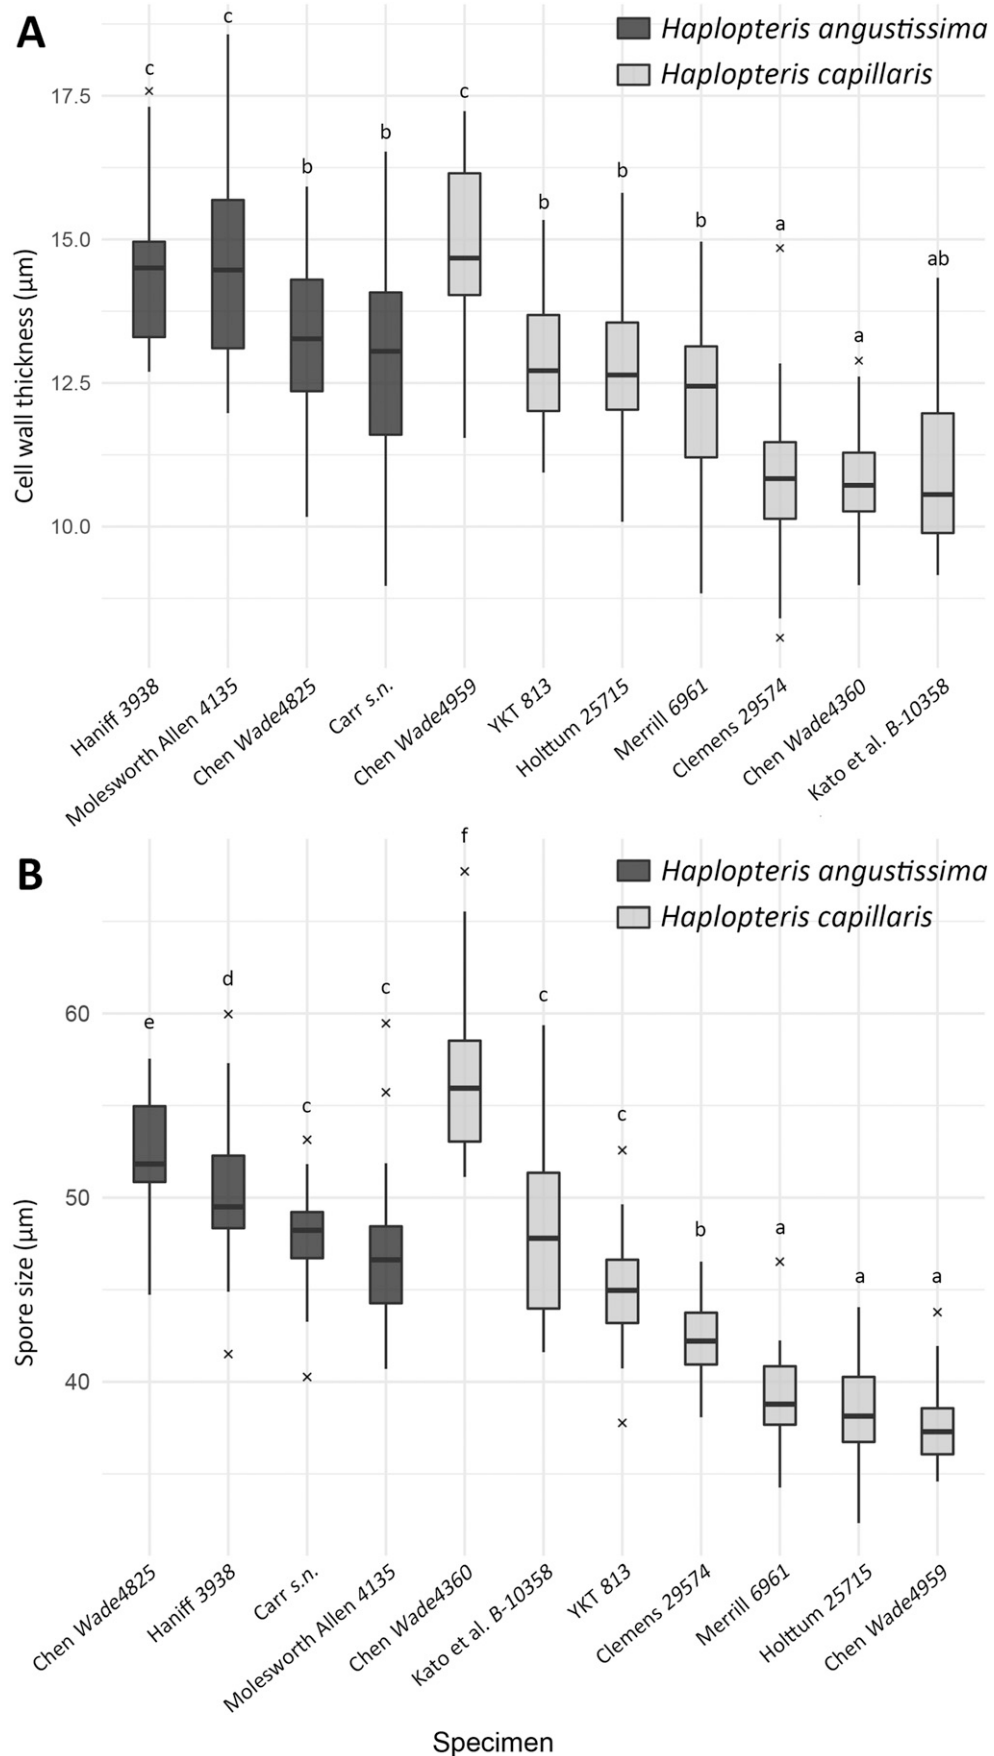 A
Haplopteris angustissima
Haplopteris capillaris
c
c
b
b
c
b
b
b
a
a
ab
17.5
15.0
12.5
10.0
Cell wall thickness (µm)
Haniff 3938
Molesworth Allen 4135
Chen Wade4825
Carr s.n.
Chen Wade4959
YKT 813
Holttum 25715
Merrill 6961
Clemens 29574
Chen Wade4360
Kato et al. B-10358
B
Haplopteris angustissima
Haplopteris capillaris
e
d
c
c
f
c
c
b
a
a
a
60
50
40
Spore size (µm)
Chen Wade4825
Haniff 3938
Carr s.n.
Molesworth Allen 4135
Chen Wade4360
Kato et al. B-10358
YKT 813
Clemens 29574
Merrill 6961
Holttum 25715
Chen Wade4959
Specimen